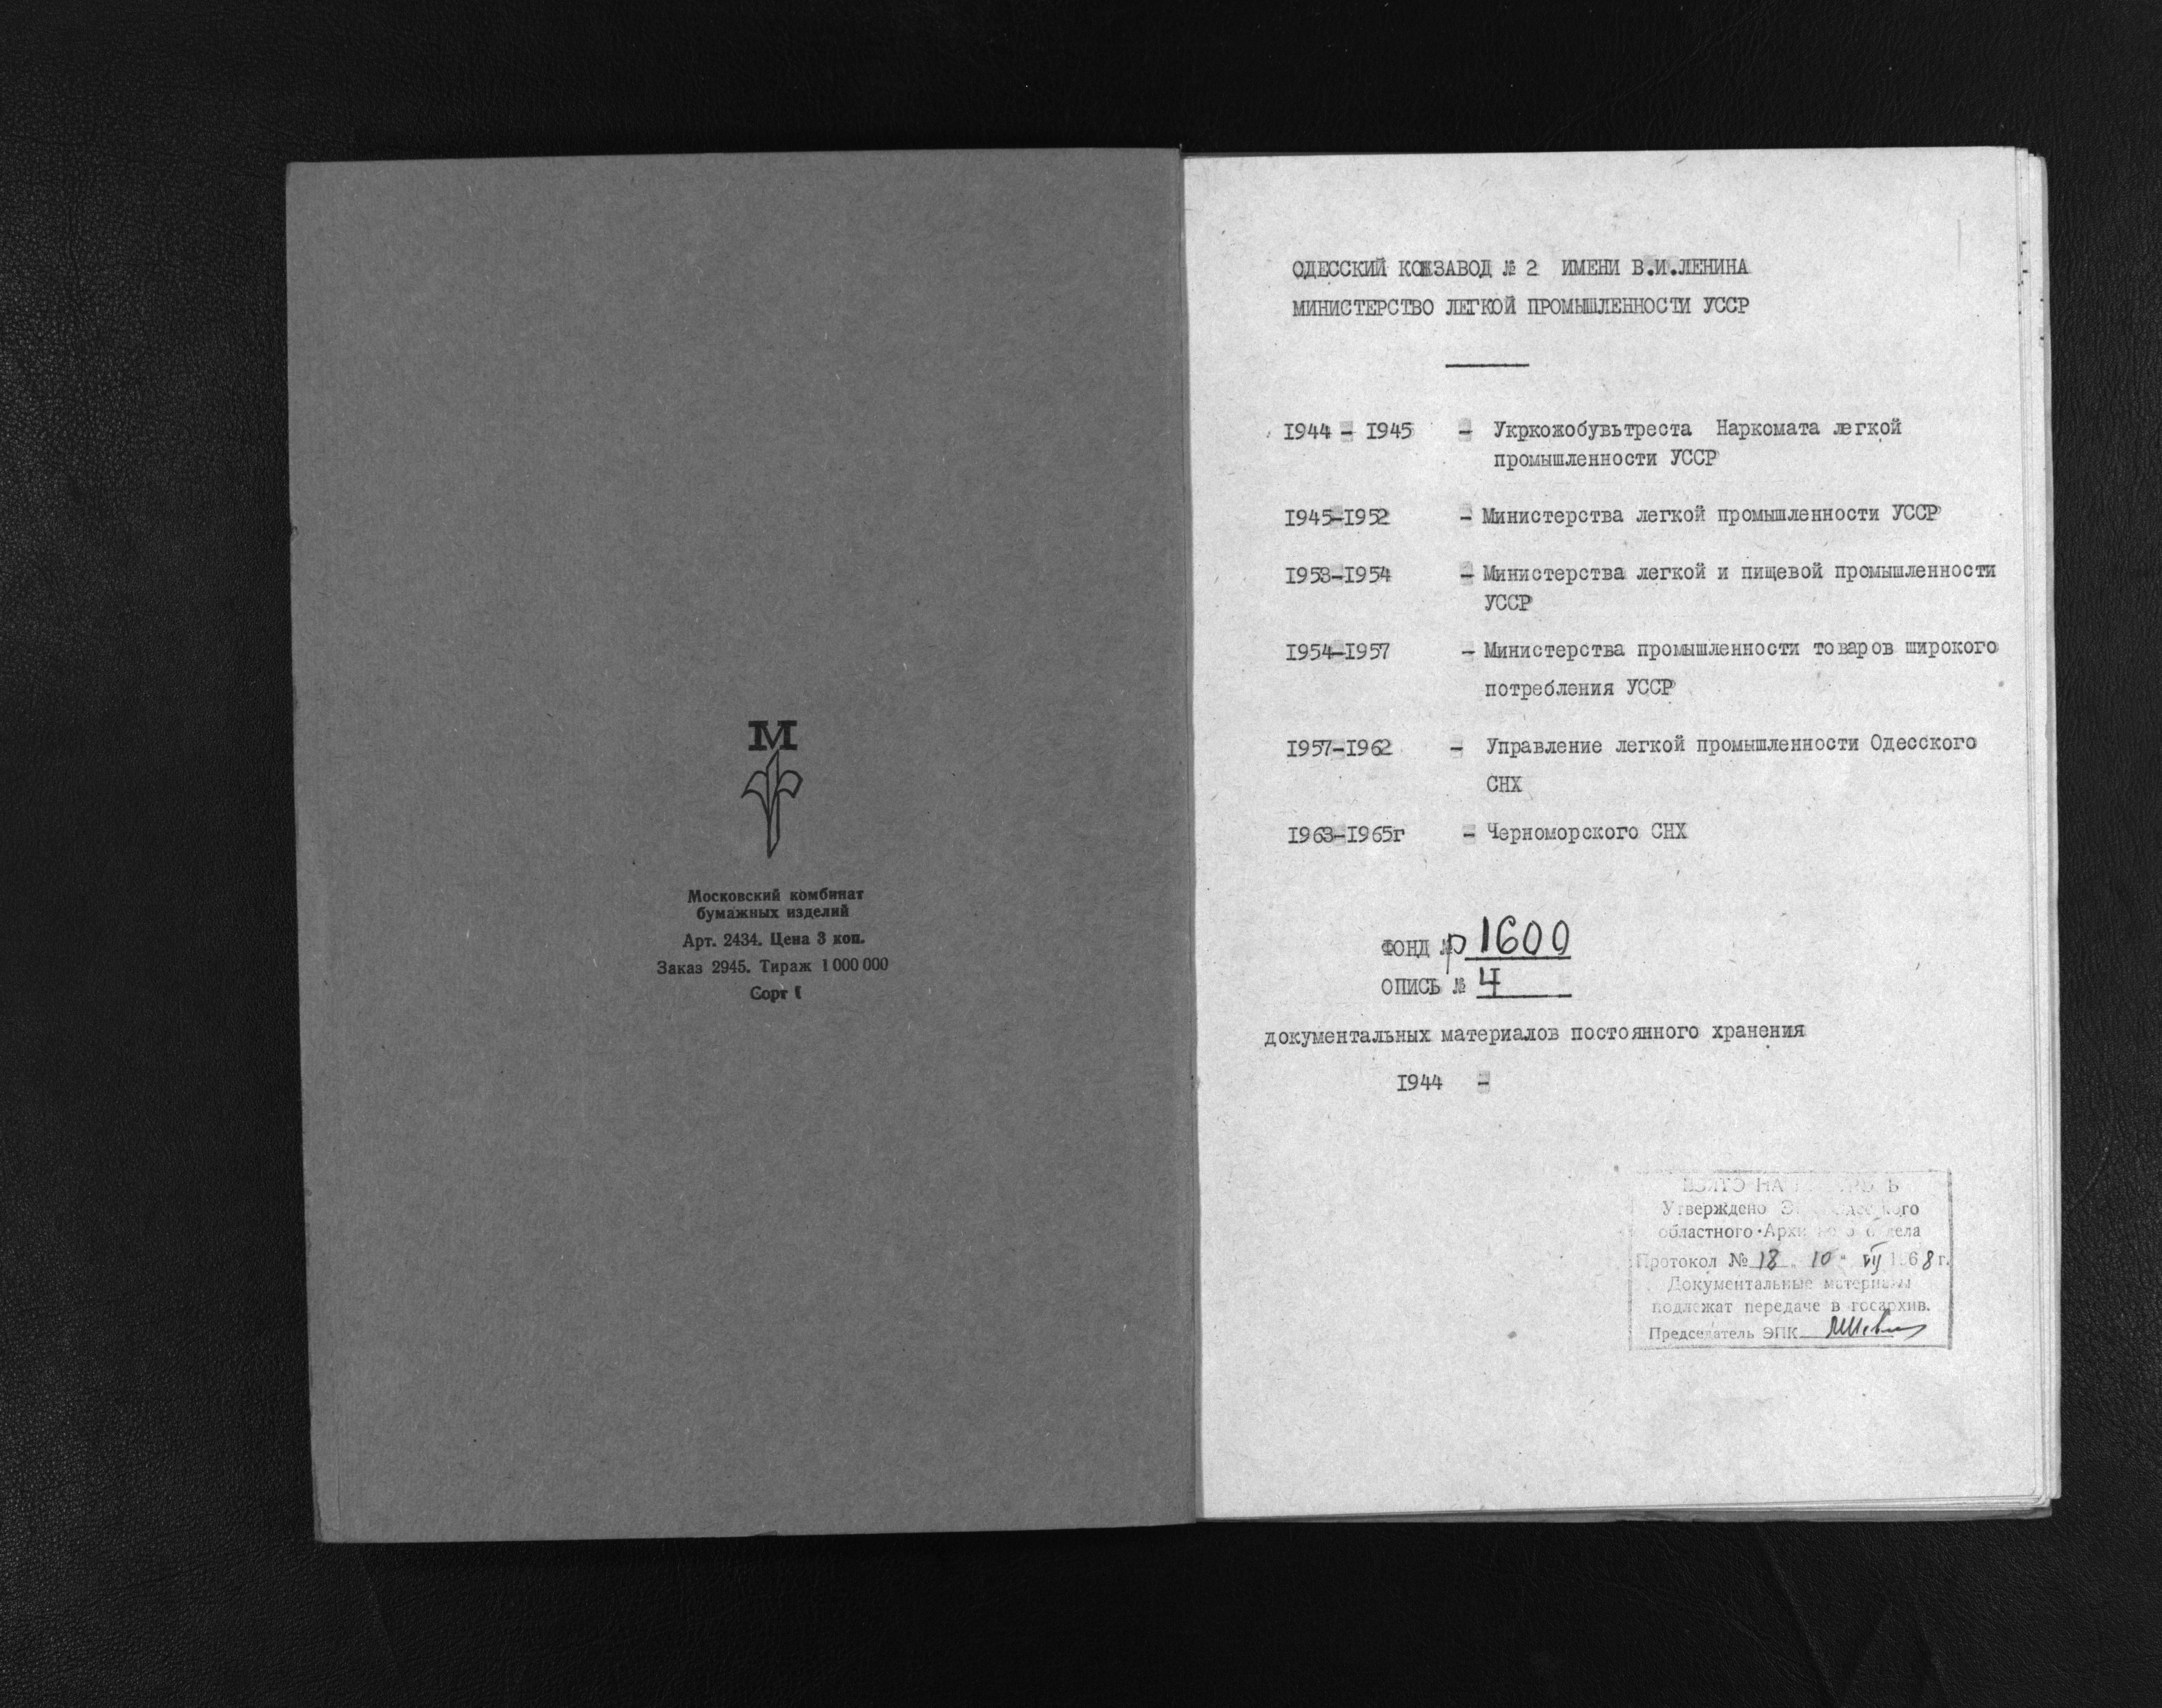 М
Московский комбинат
бумажных изделий
Арт. 2434. Цена 3 коп.
Заказ 2945. Тираж 1 000 000
Сорт I
ОДЕССКИЙ КОЖЗАВОД № 2 ИМЕНИ В.И.ЛЕНИНА
МИНИСТЕРСТВО ЛЕГКОЙ ПРОМЫШЛЕННОСТИ УССР
1944 - 1945 - Укркожобувьтреста Наркомата легкой
промышленности УССР
1945-1952 - Министерства легкой промышленности УССР
1953-1954 - Министерства легкой и пищевой промышленности
УССР
1954-1957 - Министерства промышленности товаров широкого
потребления УССР
1957-1962 - Управление легкой промышленности Одесского
СНХ
1963-1965г - Черноморского СНХ
ФОНД № р 1600
ОПИСЬ № 4
документальных материалов постоянного хранения
1944 -
ВЗЯТО НА
Утверждено
областного
Протокол № 18 „ 10 " VII 1968 г.
Документальные материалы
подлежат передаче в госархив.
Председатель ЭПК